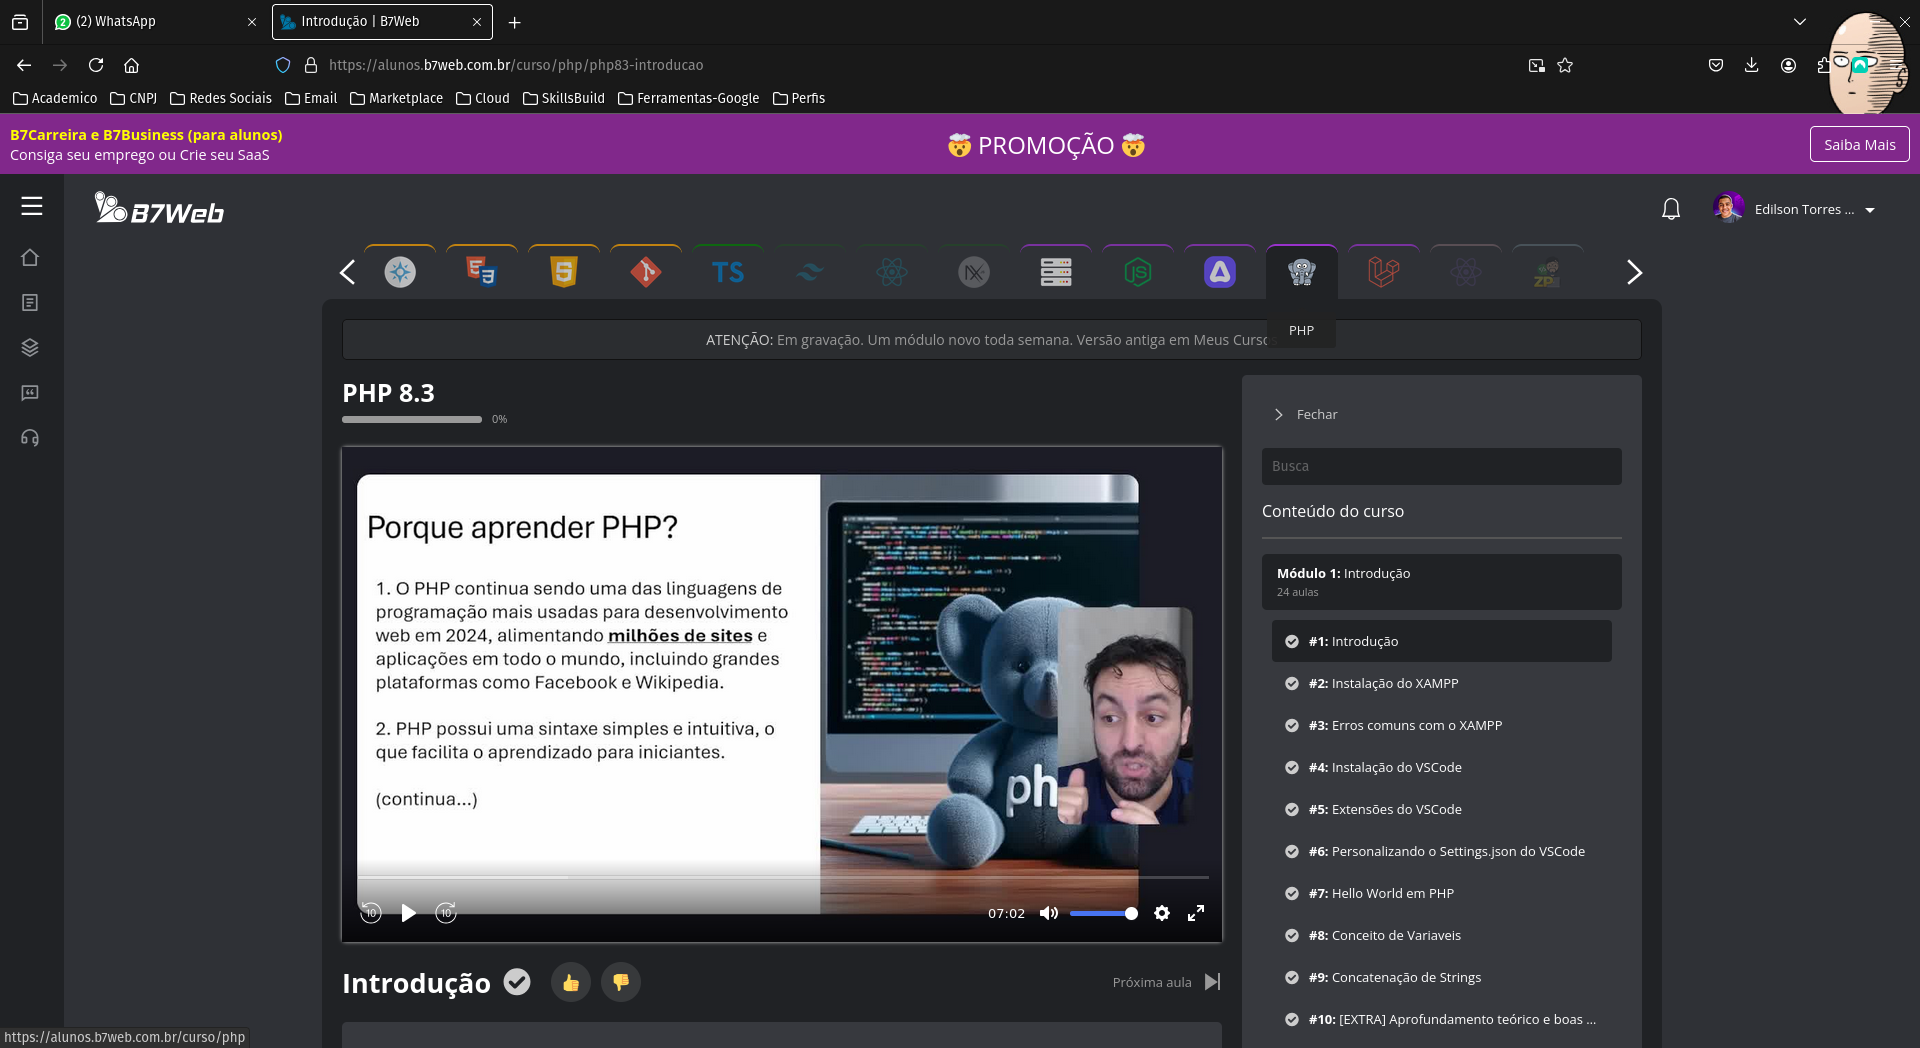 (2) WhatsApp
Introdução | B7Web
https://alunos.b7web.com.br/curso/php/php83-introducao
Academico
CNPJ
Redes Sociais
Email
Marketplace
Cloud
SkillsBuild
Ferramentas-Google
Perfis
B7Carreira e B7Business (para alunos)
Consiga seu emprego ou Crie seu SaaS
🤯 PROMOÇÃO 🤯
Saiba Mais
B7Web
Edilson Torres ...
TS
JS
ZP
PHP
ATENÇÃO: Em gravação. Um módulo novo toda semana. Versão antiga em Meus Curso
PHP 8.3
0%
Porque aprender PHP?
1. O PHP continua sendo uma das linguagens de
programação mais usadas para desenvolvimento
web em 2024, alimentando milhões de sites e
aplicações em todo o mundo, incluindo grandes
plataformas como Facebook e Wikipedia.
2. PHP possui uma sintaxe simples e intuitiva, o
que facilita o aprendizado para iniciantes.
(continua...)
ph
10
10
07:02
Introdução
Próxima aula
Fechar
Busca
Conteúdo do curso
Módulo 1: Introdução
24 aulas
#1: Introdução
#2: Instalação do XAMPP
#3: Erros comuns com o XAMPP
#4: Instalação do VSCode
#5: Extensões do VSCode
#6: Personalizando o Settings.json do VSCode
#7: Hello World em PHP
#8: Conceito de Variaveis
#9: Concatenação de Strings
#10: [EXTRA] Aprofundamento teórico e boas ...
https://alunos.b7web.com.br/curso/php